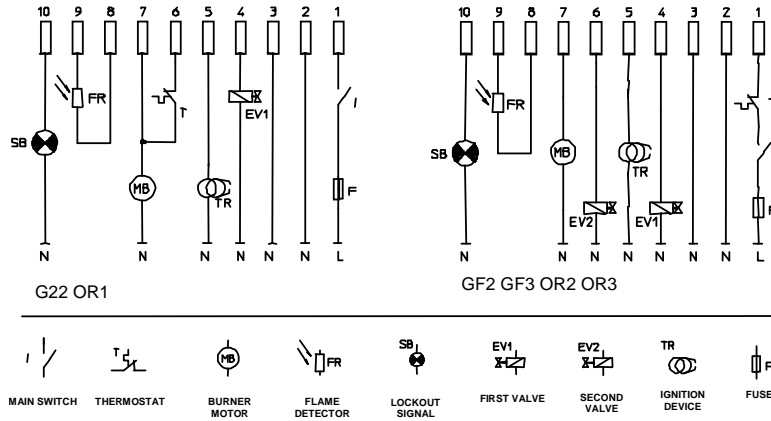 10 9 8 7 6 5 4 3 2 1
FR
T
I
EV1
SB
MB
TR
F
N N N N N N L
10 9 8 7 6 5 4 3 2 1
FR
SB
MB
TR
EV2 EV1
F
N N N N N N N L
G22 OR1
GF2 GF3 OR2 OR3
I
T
MB
FR
SB
EV1
EV2
TR
F
MAIN SWITCH
THERMOSTAT
BURNER
MOTOR
FLAME
DETECTOR
LOCKOUT
SIGNAL
FIRST VALVE
SECOND
VALVE
IGNITION
DEVICE
FUSE